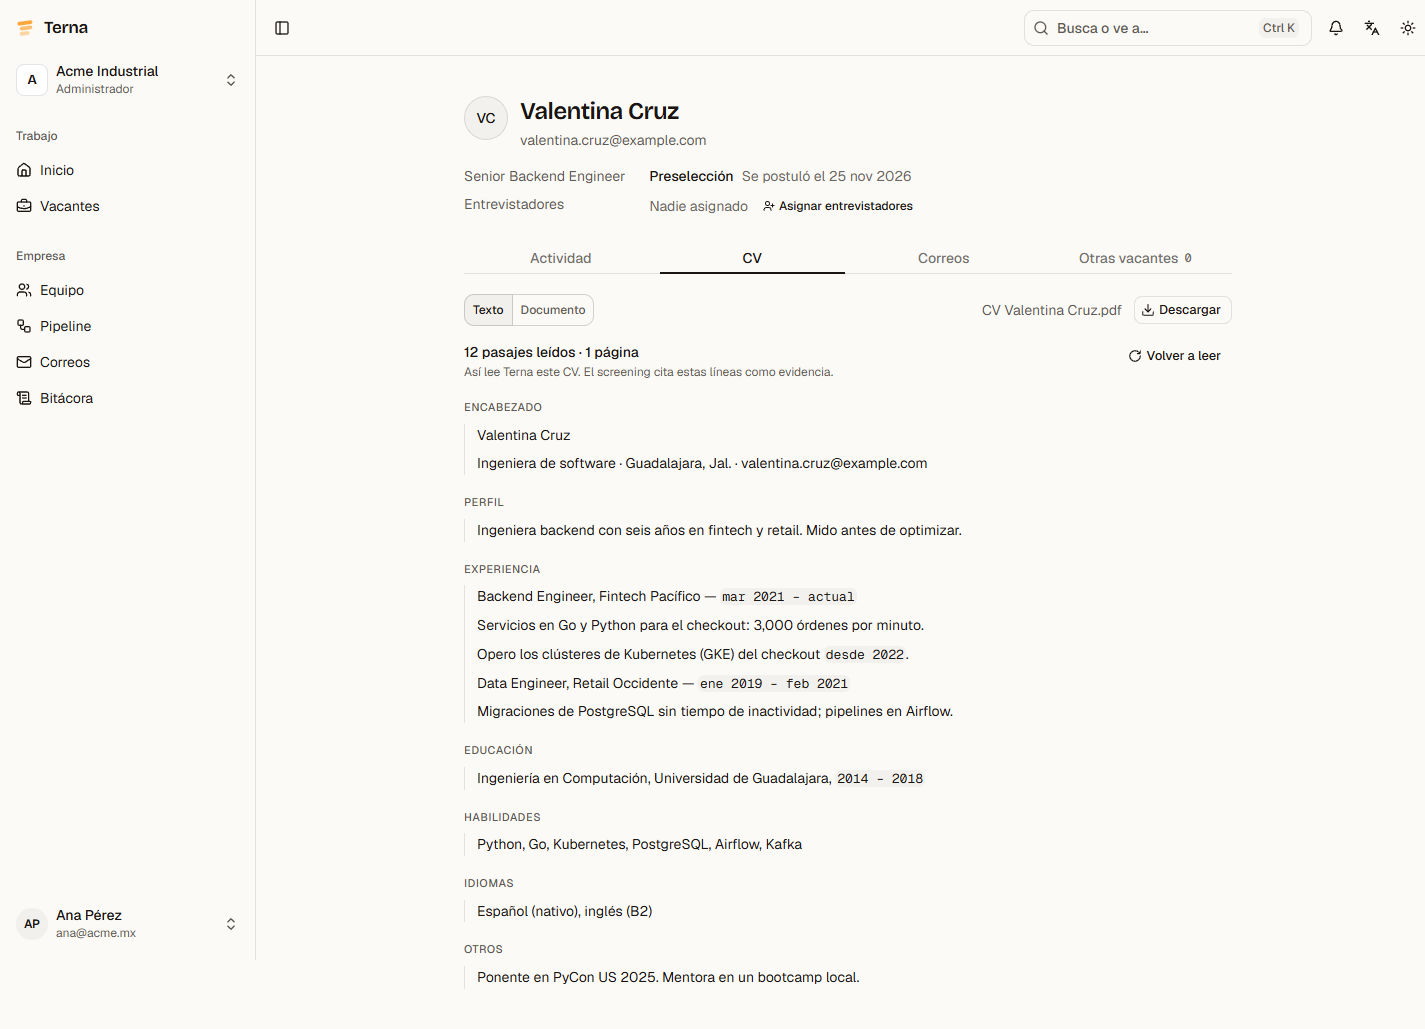 Terna
Busca o ve a...
Ctrl K
A
Acme Industrial
Administrador
Trabajo
Inicio
Vacantes
Empresa
Equipo
Pipeline
Correos
Bitácora
AP
Ana Pérez
ana@acme.mx
VC
Valentina Cruz
valentina.cruz@example.com
Senior Backend Engineer Preselección Se postuló el 25 nov 2026
Entrevistadores Nadie asignado Asignar entrevistadores
Actividad CV Correos Otras vacantes 0
Texto Documento CV Valentina Cruz.pdf Descargar
12 pasajes leídos · 1 página
Volver a leer
Así lee Terna este CV. El screening cita estas líneas como evidencia.
ENCABEZADO
Valentina Cruz
Ingeniera de software · Guadalajara, Jal. · valentina.cruz@example.com
PERFIL
Ingeniera backend con seis años en fintech y retail. Mido antes de optimizar.
EXPERIENCIA
Backend Engineer, Fintech Pacífico — mar 2021 – actual
Servicios en Go y Python para el checkout: 3,000 órdenes por minuto.
Opero los clústeres de Kubernetes (GKE) del checkout desde 2022.
Data Engineer, Retail Occidente — ene 2019 – feb 2021
Migraciones de PostgreSQL sin tiempo de inactividad; pipelines en Airflow.
EDUCACIÓN
Ingeniería en Computación, Universidad de Guadalajara, 2014 – 2018
HABILIDADES
Python, Go, Kubernetes, PostgreSQL, Airflow, Kafka
IDIOMAS
Español (nativo), inglés (B2)
OTROS
Ponente en PyCon US 2025. Mentora en un bootcamp local.